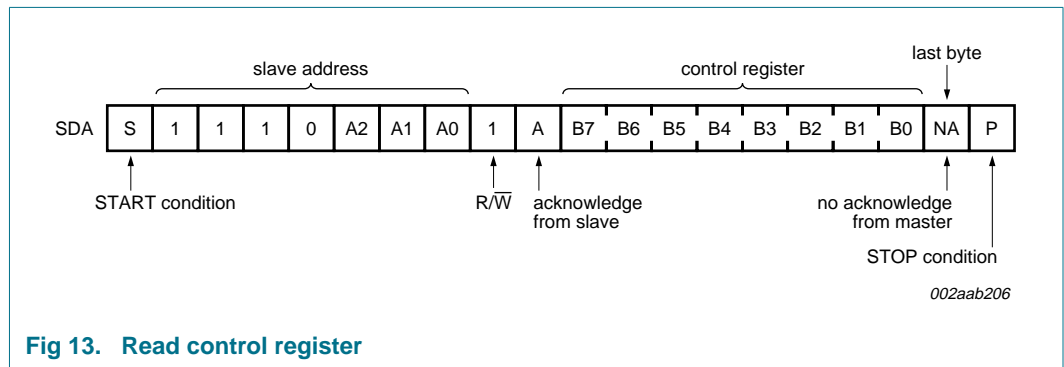 last byte
slave address control register
SDA S 1 1 1 0 A2 A1 A0 1 A B7 B6 B5 B4 B3 B2 B1 B0 NA P
START condition R/W̅ acknowledge no acknowledge
from slave from master
STOP condition
002aab206
Fig 13. Read control register